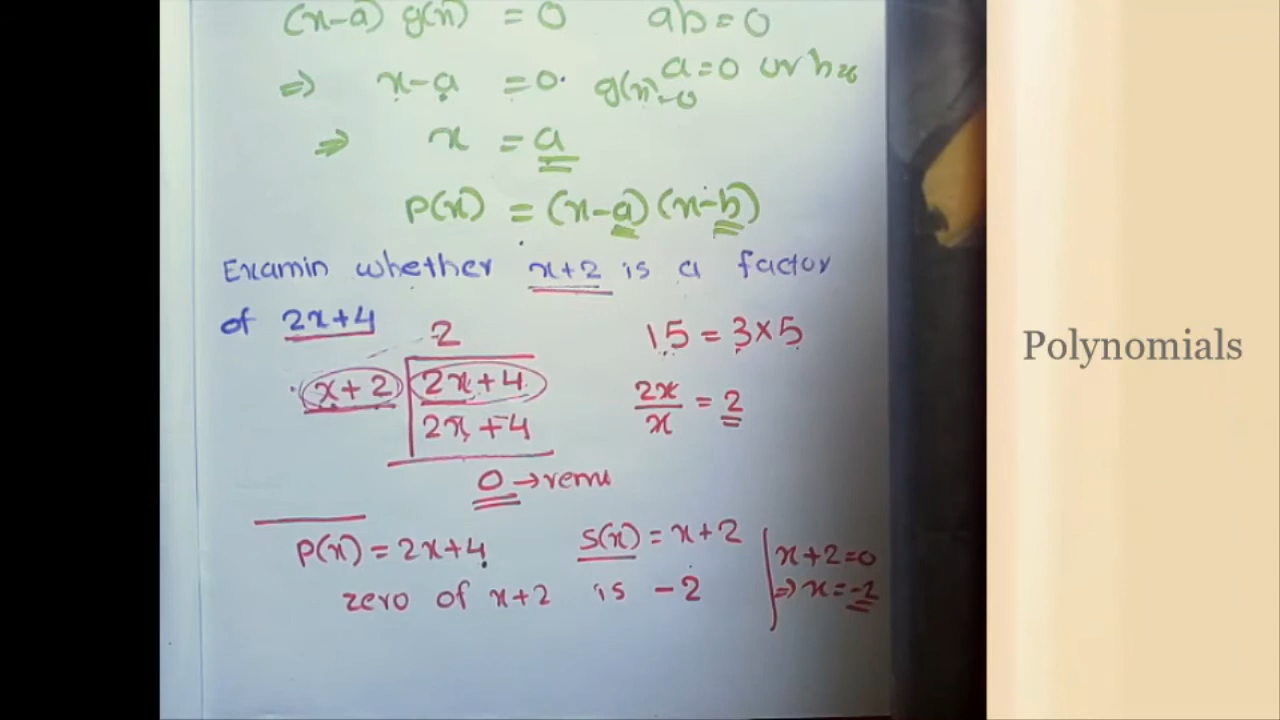 (x-a) g(x) = 0 ab = 0
⇒ x-a = 0 g(x)=0 a=0 or b=0
⇒ x = a
P(x) = (x-a)(x-b)
Examin whether x+2 is a factor
of 2x+4
2
x+2 2x+4
2x+4
0 → rem
15 = 3×5
2x/x = 2
P(x) = 2x+4 S(x) = x+2
zero of x+2 is -2
x+2=0
⇒ x=-2
Polynomials